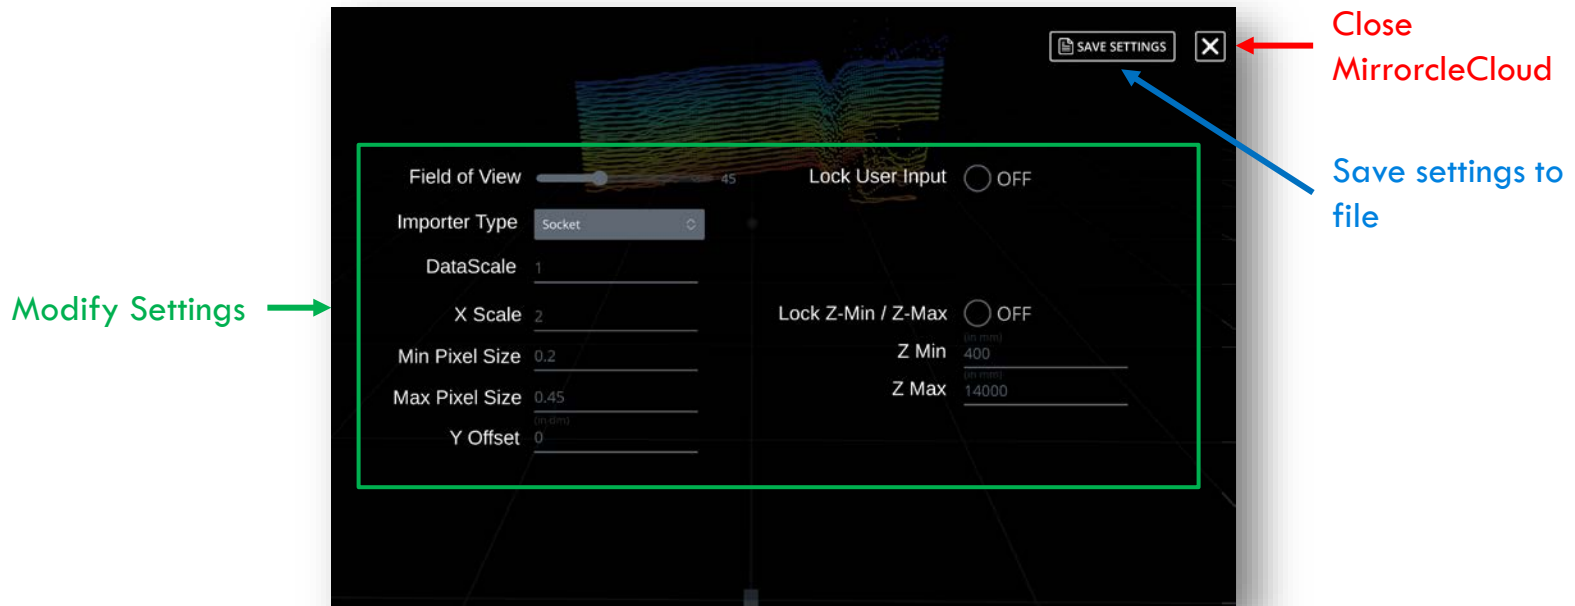 Close
MirrorcleCloud
SAVE SETTINGS
Save settings to
file
Modify Settings
Field of View 45
Importer Type Socket
DataScale 1
X Scale 2
Min Pixel Size 0.2
Max Pixel Size 0.45
(in dm)
Y Offset 0
Lock User Input OFF
Lock Z-Min / Z-Max OFF
(in mm)
Z Min 400
(in mm)
Z Max 14000